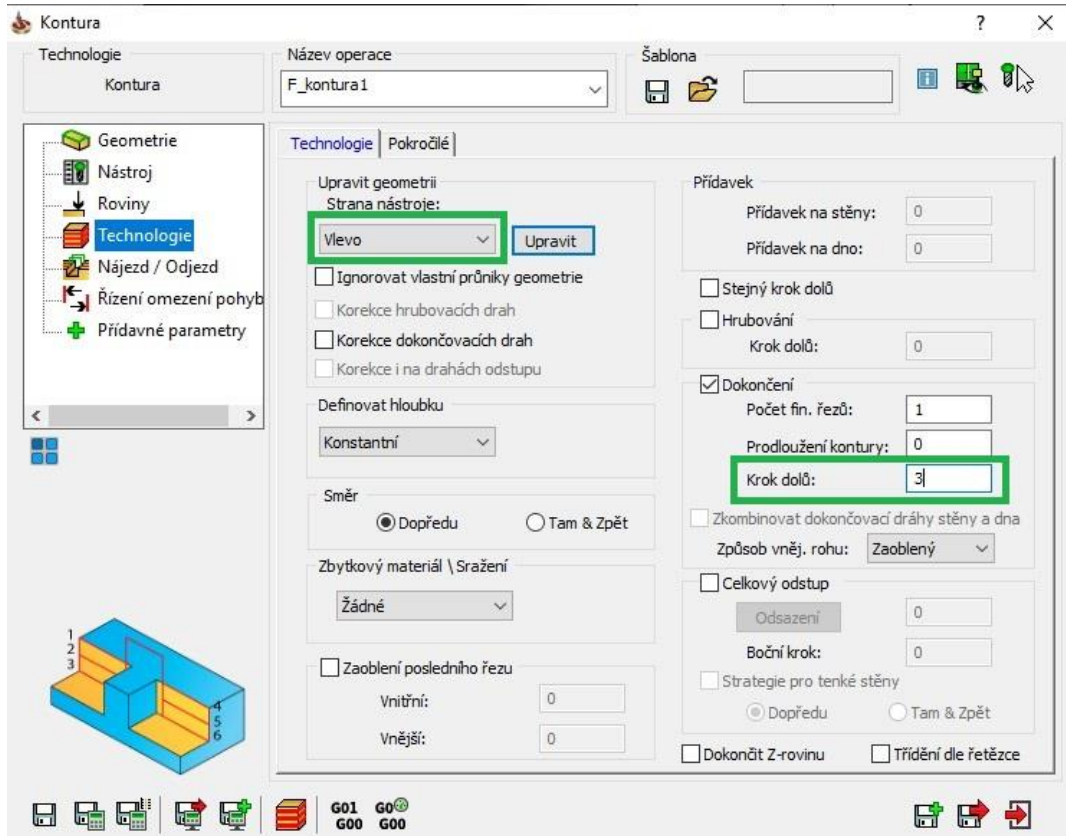 Kontura
?
Technologie
Kontura
Název operace
F_kontura1
Šablona
Geometrie
Nástroj
Roviny
Technologie
Nájezd / Odjezd
Řízení omezení pohyb
Přídavné parametry
Technologie
Pokročilé
Upravit geometrii
Strana nástroje:
Vlevo
Upravit
Ignorovat vlastní průniky geometrie
Korekce hrubovacích drah
Korekce dokončovacích drah
Korekce i na drahách odstupu
Definovat hloubku
Konstantní
Směr
Dopředu
Tam & Zpět
Zbytkový materiál \ Sražení
Žádné
Zaoblení posledního řezu
Vnitřní:
0
Vnější:
0
Přídavek
Přídavek na stěny:
0
Přídavek na dno:
0
Stejný krok dolů
Hrubování
Krok dolů:
0
Dokončení
Počet fin. řezů:
1
Prodloužení kontury:
0
Krok dolů:
3
Zkombinovat dokončovací dráhy stěny a dna
Způsob vněj. rohu:
Zaoblený
Celkový odstup
Odsazení
0
Boční krok:
0
Strategie pro tenké stěny
Dopředu
Tam & Zpět
Dokončit Z-rovinu
Třídění dle řetězce
1
2
3
4
5
6
G01
G00
G0
G00